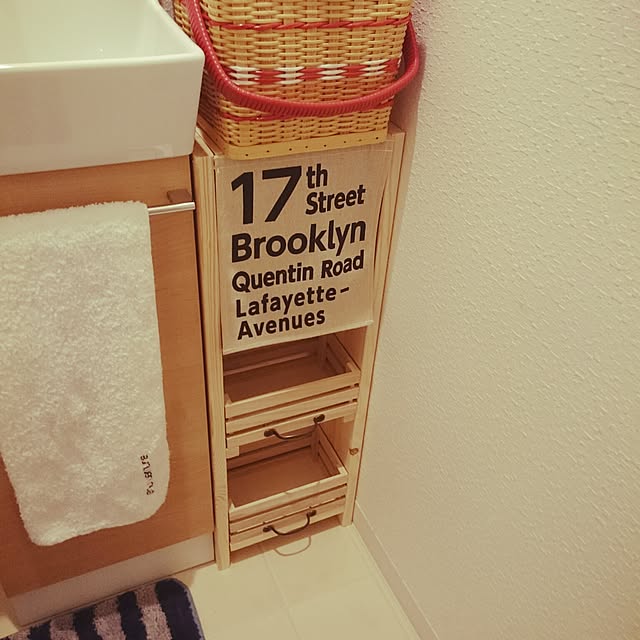 17th
Street
Brooklyn
Quentin Road
Lafayette-
Avenues